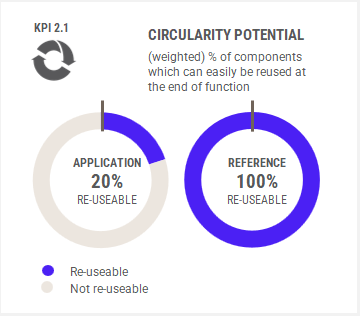 KPI 2.1
CIRCULARITY POTENTIAL
(weighted) % of components
which can easily be reused at
the end of function
APPLICATION
20%
RE-USEABLE
REFERENCE
100%
RE-USEABLE
Re-useable
Not re-useable